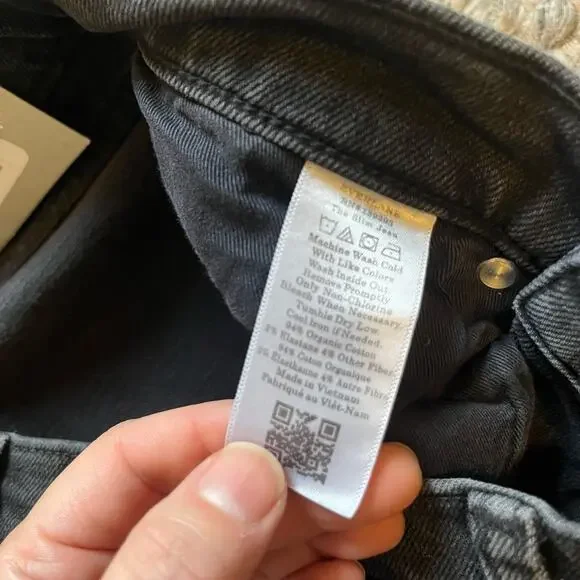 EVERLANE
The Slim Jean
Machine Wash Cold
With Like Colors
Wash Inside Out
Remove Promptly
Only Non-Chlorine
Bleach When Necessary
Tumble Dry Low
Cool Iron if Needed.
94% Organic Cotton
2% Elastane 4% Other Fiber
94% Coton Organique
2% Élasthanne 4% Autre Fibre
Made in Vietnam
Fabriqué au Viêt-Nam